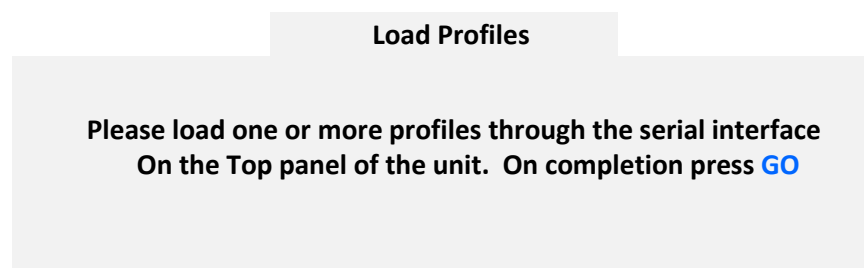 Load Profiles
Please load one or more profiles through the serial interface
On the Top panel of the unit. On completion press GO